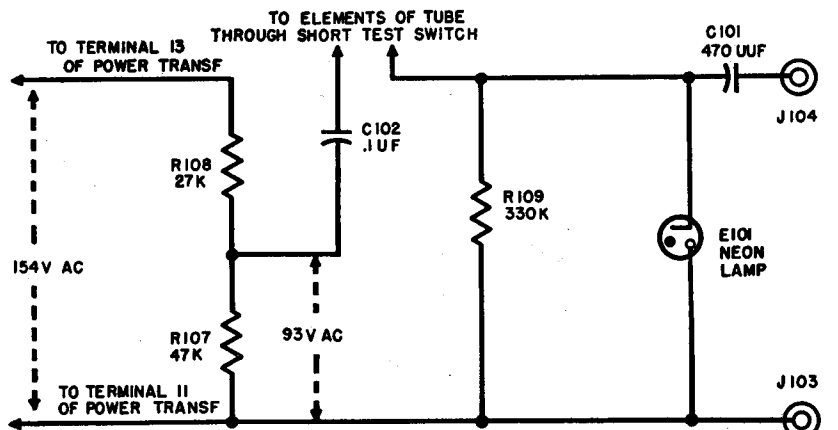 TO ELEMENTS OF TUBE
THROUGH SHORT TEST SWITCH
TO TERMINAL 13
OF POWER TRANSF
C101
470 UUF
J104
C102
.1UF
R108
27K
R109
330K
E101
NEON
LAMP
154V AC
93V AC
R107
47K
J103
TO TERMINAL 11
OF POWER TRANSF